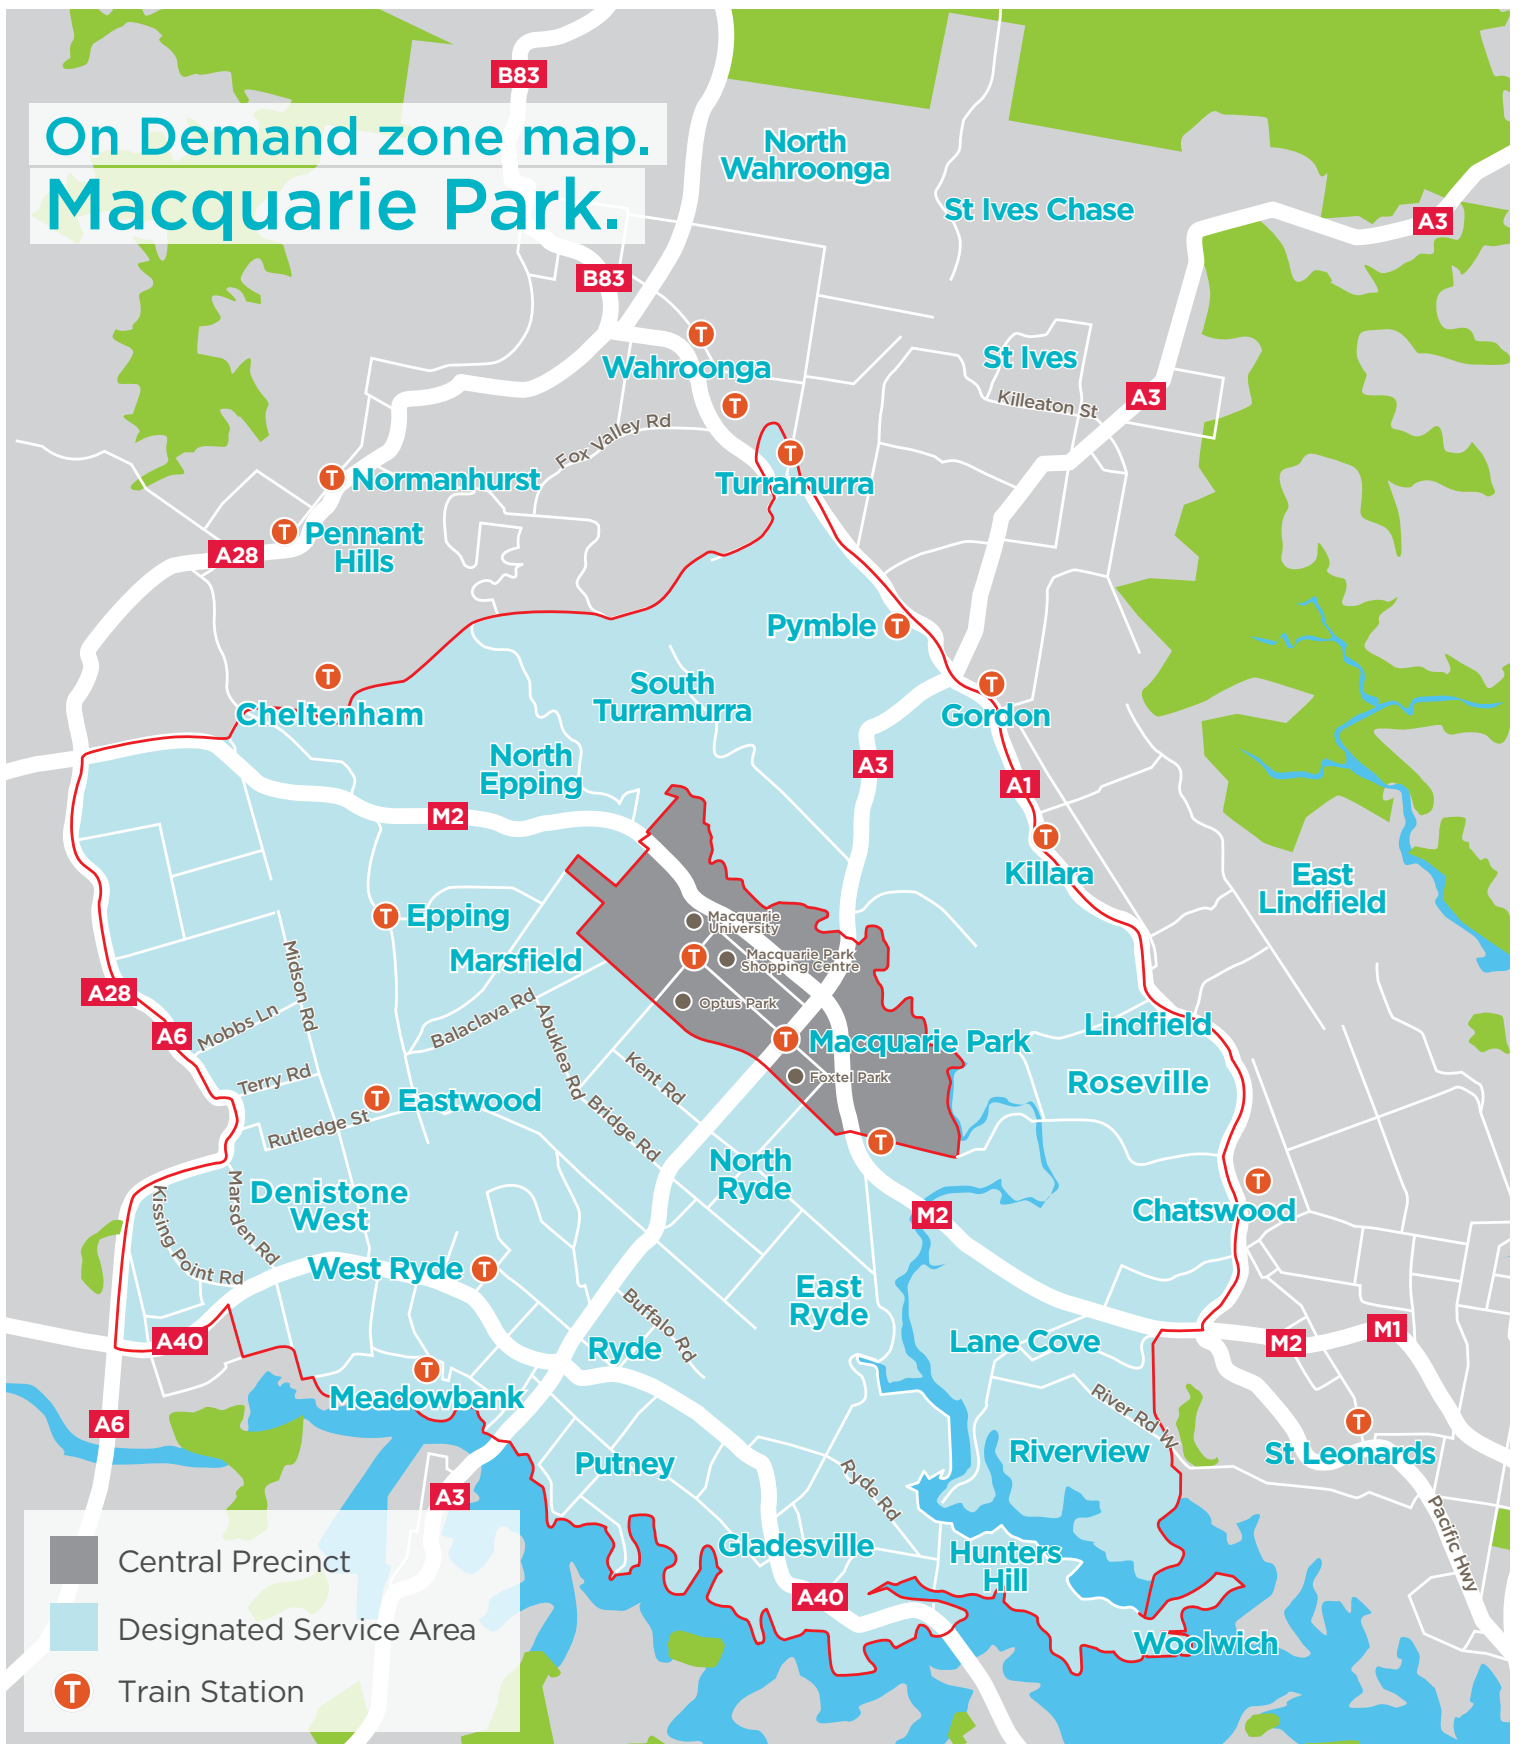 On Demand zone map.
Macquarie Park.
B83
North
Wahroonga
St Ives Chase
A3
B83
T
Wahroonga
St Ives
Killeaton St
A3
T
Fox Valley Rd
T
Turramurra
T
Normanhurst
T
Pennant
Hills
A28
Pymble
T
T
Cheltenham
South
Turramurra
T
Gordon
North
Epping
A3
A1
M2
T
Killara
East
Lindfield
T
Epping
Macquarie
University
Marsfield
T
Macquarie Park
Shopping Centre
Midson Rd
A28
Optus Park
Balaclava Rd
Abuklea Rd
Mobbs Ln
A6
Lindfield
T
Macquarie Park
Kent Rd
Foxtel Park
Terry Rd
Roseville
T
Eastwood
Rutledge St
Bridge Rd
T
North
Ryde
Marsden Rd
Denistone
West
Kissing Point Rd
T
Chatswood
M2
West Ryde
T
East
Ryde
Buffalo Rd
A40
Ryde
Lane Cove
M2
M1
T
Meadowbank
River Rd W
A6
T
St Leonards
Riverview
Putney
Ryde Rd
A3
Pacific Hwy
Gladesville
Hunters
Hill
A40
Woolwich
Central Precinct
Designated Service Area
T
Train Station